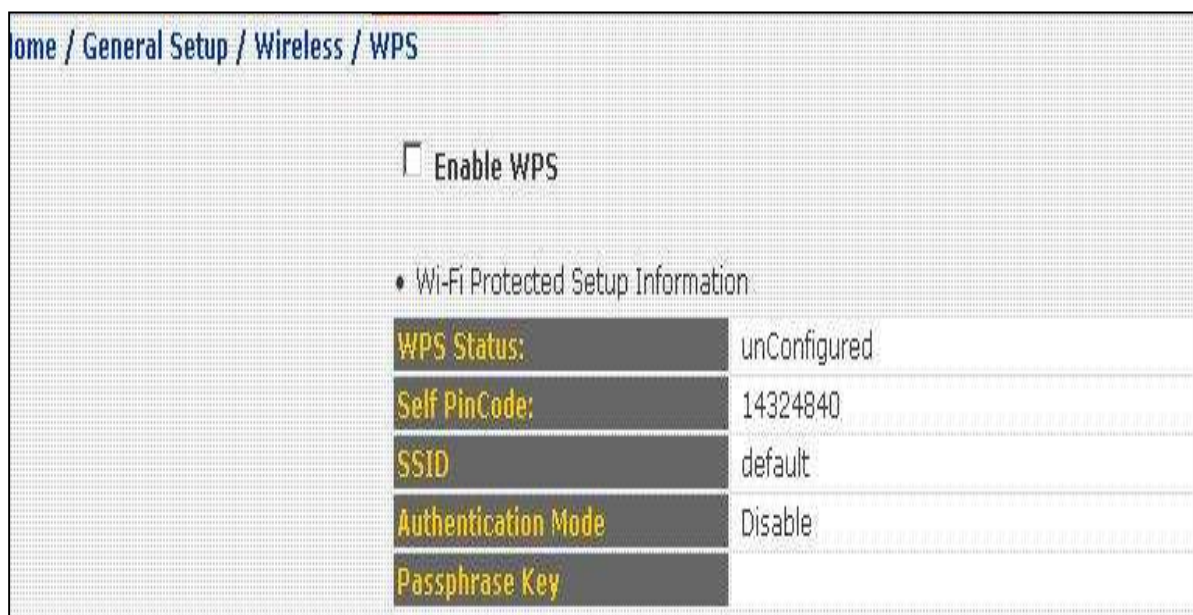 ome / General Setup / Wireless / WPS
Enable WPS
• Wi-Fi Protected Setup Information
WPS Status: unConfigured
Self PinCode: 14324840
SSID default
Authentication Mode Disable
Passphrase Key